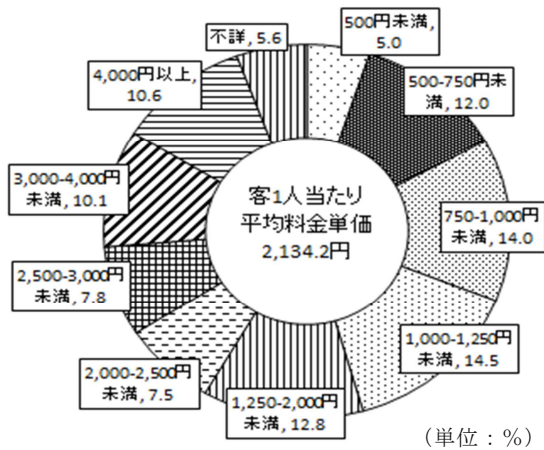 500円未満,
5.0
500-750円未
満, 12.0
750-1,000円
未満, 14.0
1,000-1,250円
未満, 14.5
1,250-2,000円
未満, 12.8
2,000-2,500円
未満, 7.5
2,500-3,000円
未満, 7.8
3,000-4,000円
未満, 10.1
4,000円以上,
10.6
不詳, 5.6
客1人当たり
平均料金単価
2,134.2円
（単位：%）